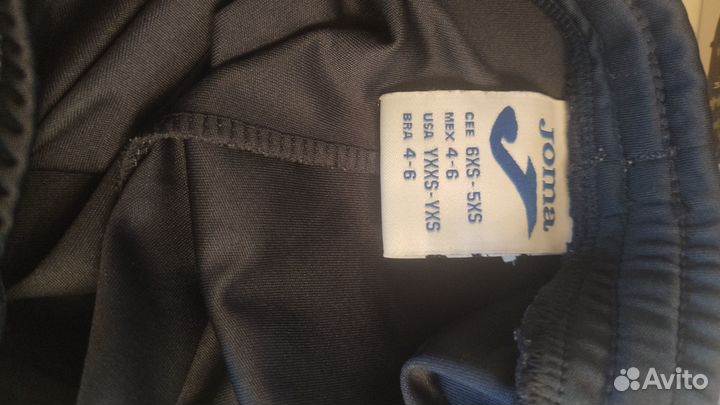 Joma
CEE 6XS-5XS
MEX 4-6
USA YXXS-YXS
BRA 4-6
Avito